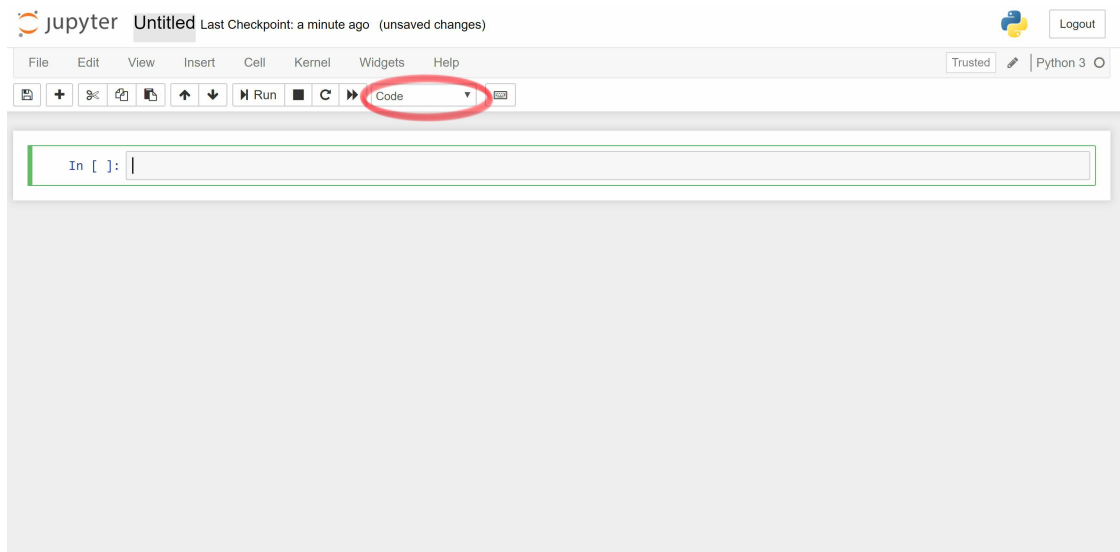 jupyter Untitled Last Checkpoint: a minute ago (unsaved changes) Logout
File Edit View Insert Cell Kernel Widgets Help Trusted Python 3
Run Code
In [ ]: